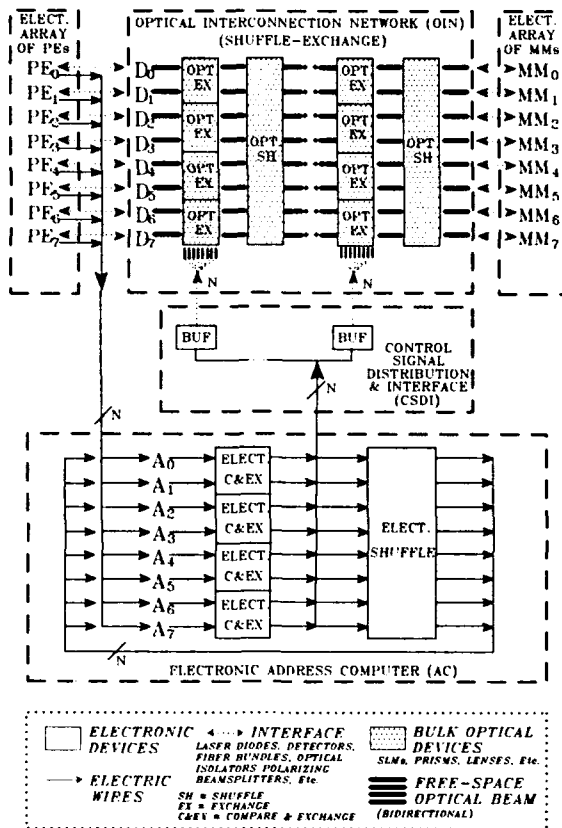 ELECT.
ARRAY
OF PEs
OPTICAL INTERCONNECTION NETWORK (OIN)
(SHUFFLE-EXCHANGE)
ELECT.
ARRAY
OF MMs
PE0 D0 OPT EX OPT EX MM0
PE1 D1 MM1
PE2 D2 OPT EX OPT EX MM2
PE3 D3 OPT. SH OPT. SH MM3
PE4 D4 OPT EX OPT EX MM4
PE5 D5 MM5
PE6 D6 OPT EX OPT EX MM6
PE7 D7 MM7
N N
BUF BUF
CONTROL
SIGNAL
DISTRIBUTION
& INTERFACE
(CSDI)
N
N
A0 ELECT.
A1 C&EX
A2 ELECT.
A3 C&EX ELECT.
A4 ELECT. SHUFFLE
A5 C&EX
A6 ELECT.
A7 C&EX
N
ELECTRONIC ADDRESS COMPUTER (AC)
ELECTRONIC
DEVICES
INTERFACE
LASER DIODES, DETECTORS,
FIBER BUNDLES, OPTICAL
ISOLATORS POLARIZING
BEAMSPLITTERS, Etc.
BULK OPTICAL
DEVICES
SLMs, PRISMS, LENSES, Etc.
ELECTRIC
WIRES
SH = SHUFFLE
EX = EXCHANGE
C&EX = COMPARE & EXCHANGE
FREE-SPACE
OPTICAL BEAM
(BIDIRECTIONAL)